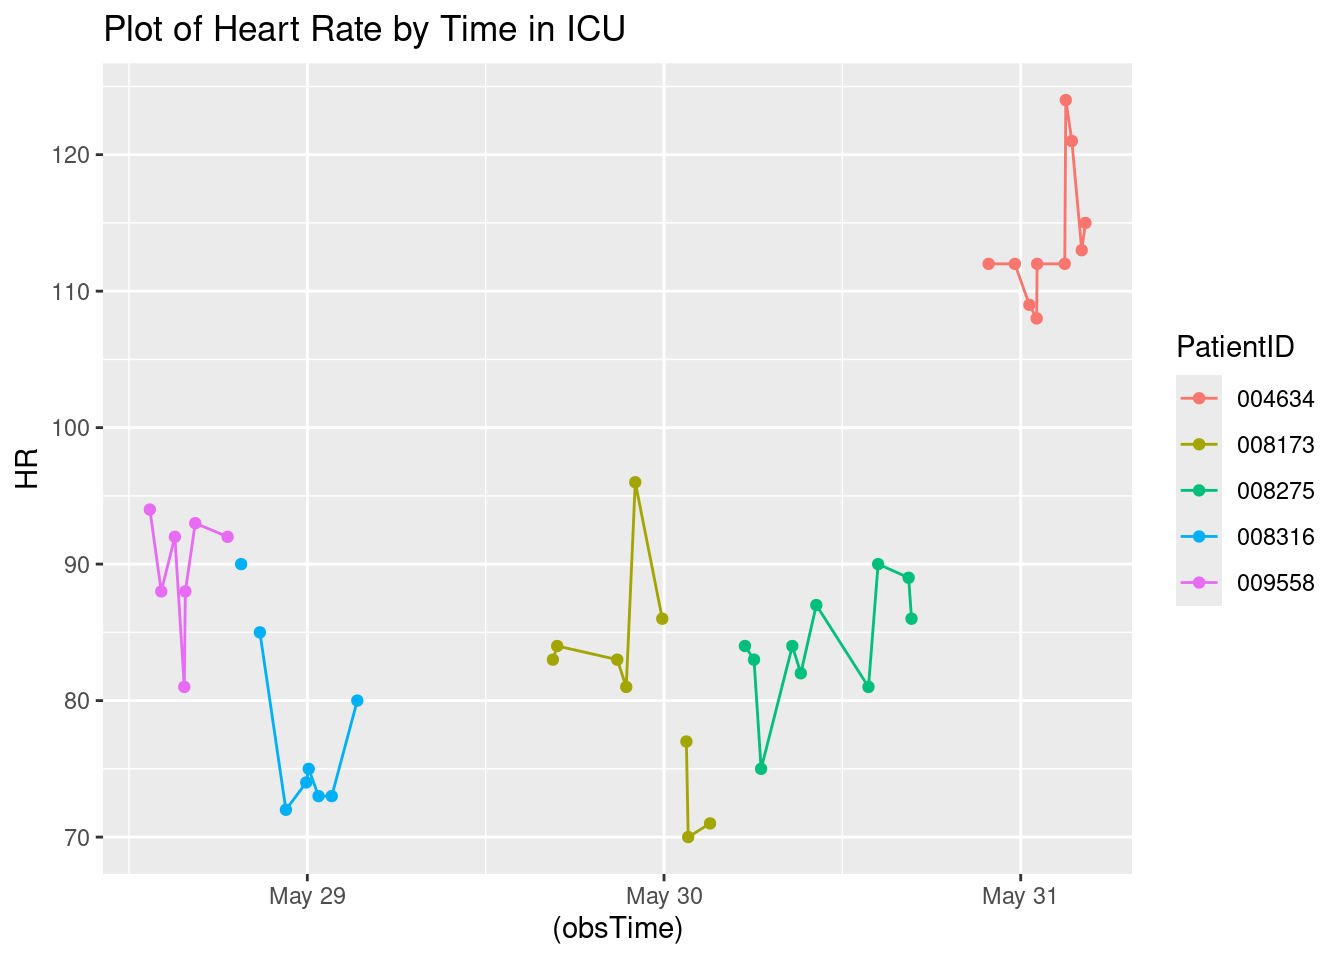 Plot of Heart Rate by Time in ICU
120
110
100
90
80
70
HR
May 29
May 30
May 31
(obsTime)
PatientID
004634
008173
008275
008316
009558